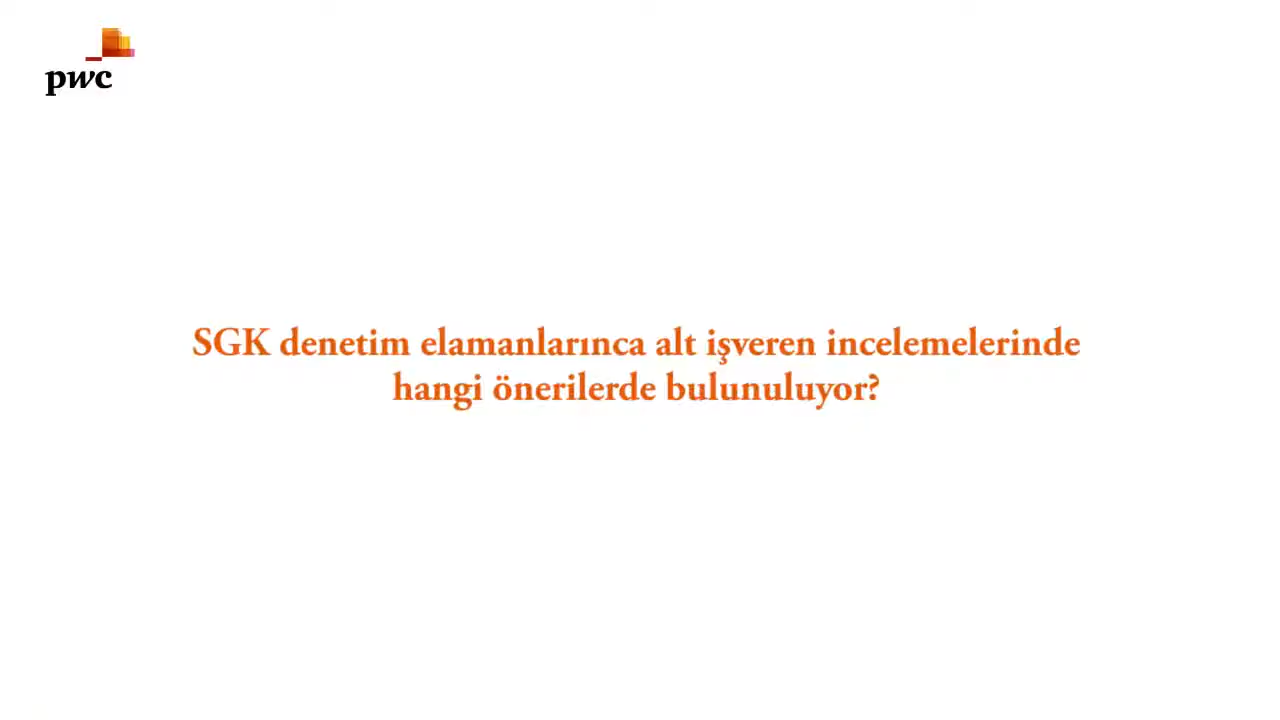 pwc
SGK denetim elamanlarınca alt işveren incelemelerinde
hangi önerilerde bulunuluyor?